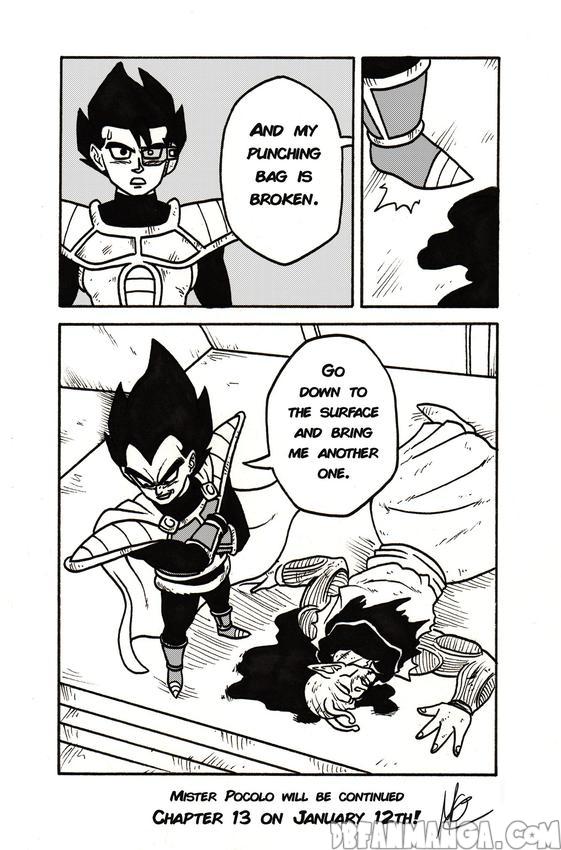 And my
punching
bag is
broken.
Go
down to
the surface
and bring
me another
one.
Mister Pocolo will be continued
Chapter 13 on January 12th!
DBFANMANGA.COM